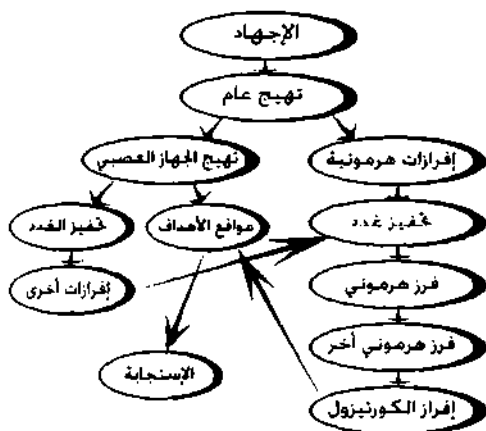 الإجهاد
تهيج عام
تهيج الجهاز العصبي
إفرازات هرمونية
تحفيز الغدد
مواقع الأهداف
تحفيز غدد
إفرازات أخرى
فرز هرموني
فرز هرموني أخر
الإستجابة
إفراز الكورتيزول